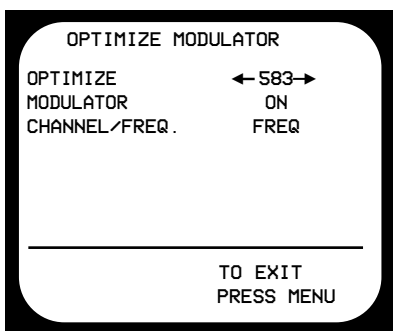 OPTIMIZE MODULATOR
OPTIMIZE ←583→
MODULATOR ON
CHANNEL/FREQ. FREQ
TO EXIT
PRESS MENU